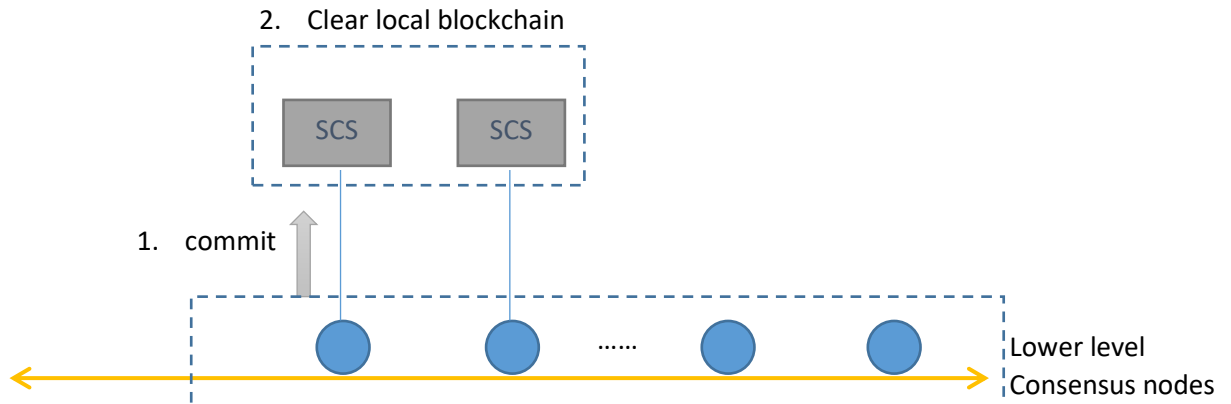 2. Clear local blockchain
SCS SCS
1. commit
......
Lower level
Consensus nodes